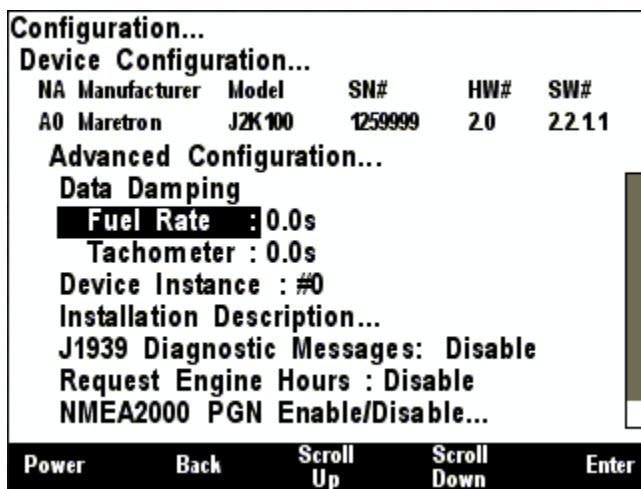 Configuration...
Device Configuration...
NA Manufacturer Model SN# HW# SW#
A0 Maretron J2K100 1259999 2.0 2.2.1.1
Advanced Configuration...
Data Damping
Fuel Rate : 0.0s
Tachometer : 0.0s
Device Instance : #0
Installation Description...
J1939 Diagnostic Messages: Disable
Request Engine Hours : Disable
NMEA2000 PGN Enable/Disable...
Power Back Scroll Up Scroll Down Enter